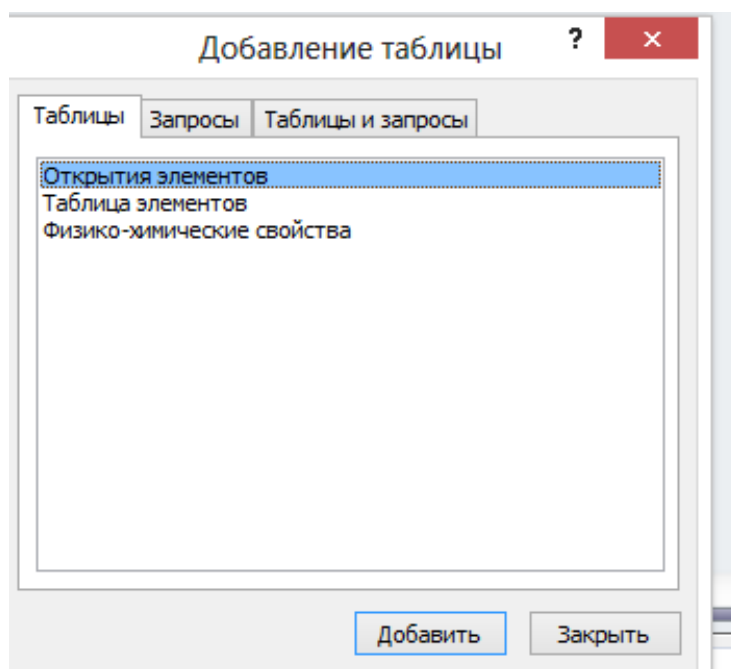 Добавление таблицы ? ×
Таблицы Запросы Таблицы и запросы
Открытия элементов
Таблица элементов
Физико-химические свойства
Добавить Закрыть